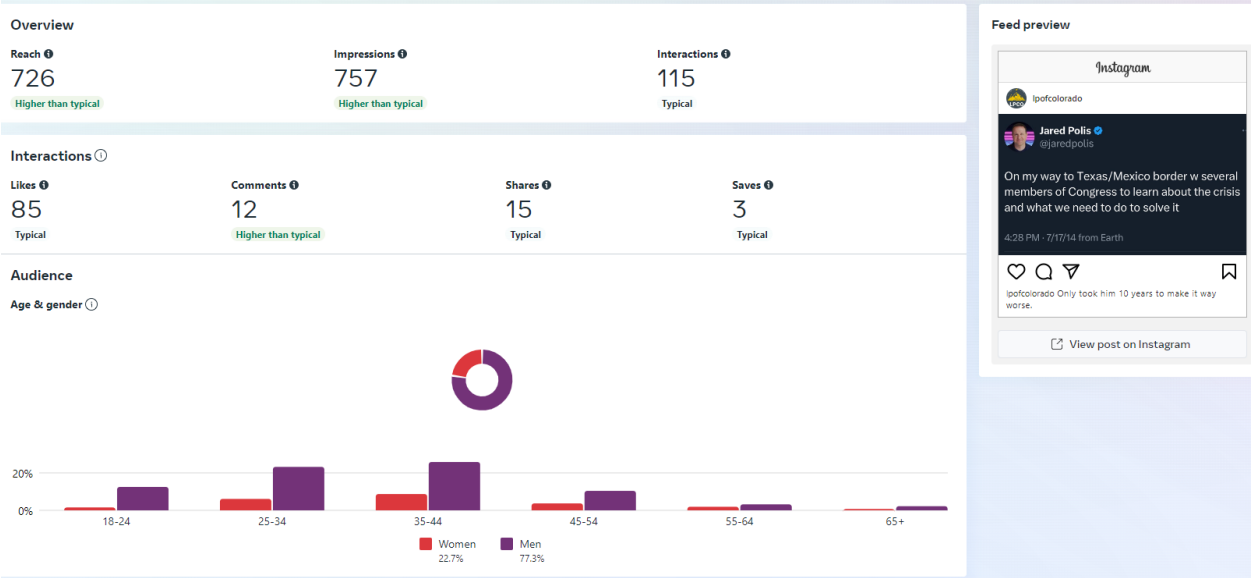 Overview
Reach
726
Higher than typical
Impressions
757
Higher than typical
Interactions
115
Typical
Interactions
Likes
85
Typical
Comments
12
Higher than typical
Shares
15
Typical
Saves
3
Typical
Audience
Age & gender
20%
0%
18-24
25-34
35-44
45-54
55-64
65+
Women
22.7%
Men
77.3%
Feed preview
Instagram
LPCO
lpofcolorado
Jared Polis
@jaredpolis
On my way to Texas/Mexico border w several
members of Congress to learn about the crisis
and what we need to do to solve it
4:28 PM · 7/17/14 from Earth
lpofcolorado Only took him 10 years to make it way
worse.
View post on Instagram